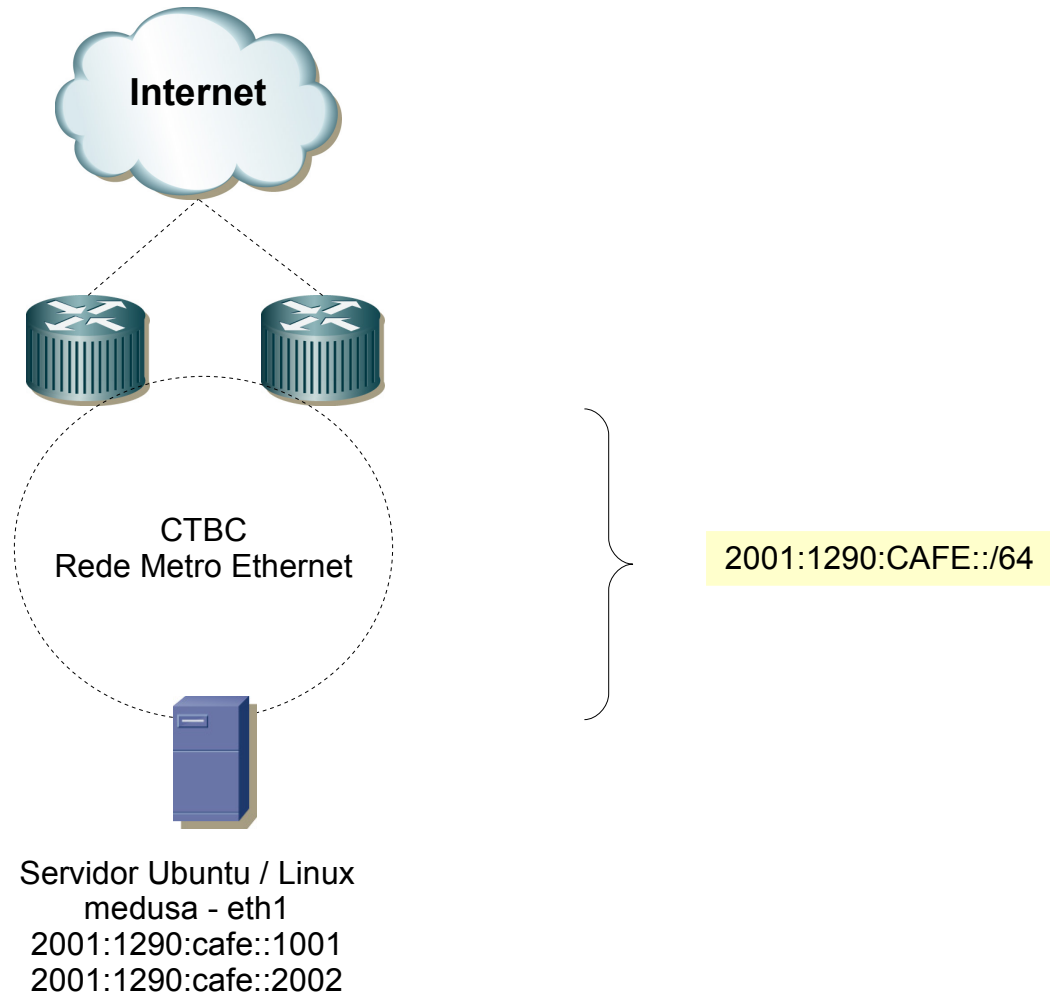 Internet
CTBC
Rede Metro Ethernet
2001:1290:CAFE::/64
Servidor Ubuntu / Linux
medusa - eth1
2001:1290:cafe::1001
2001:1290:cafe::2002